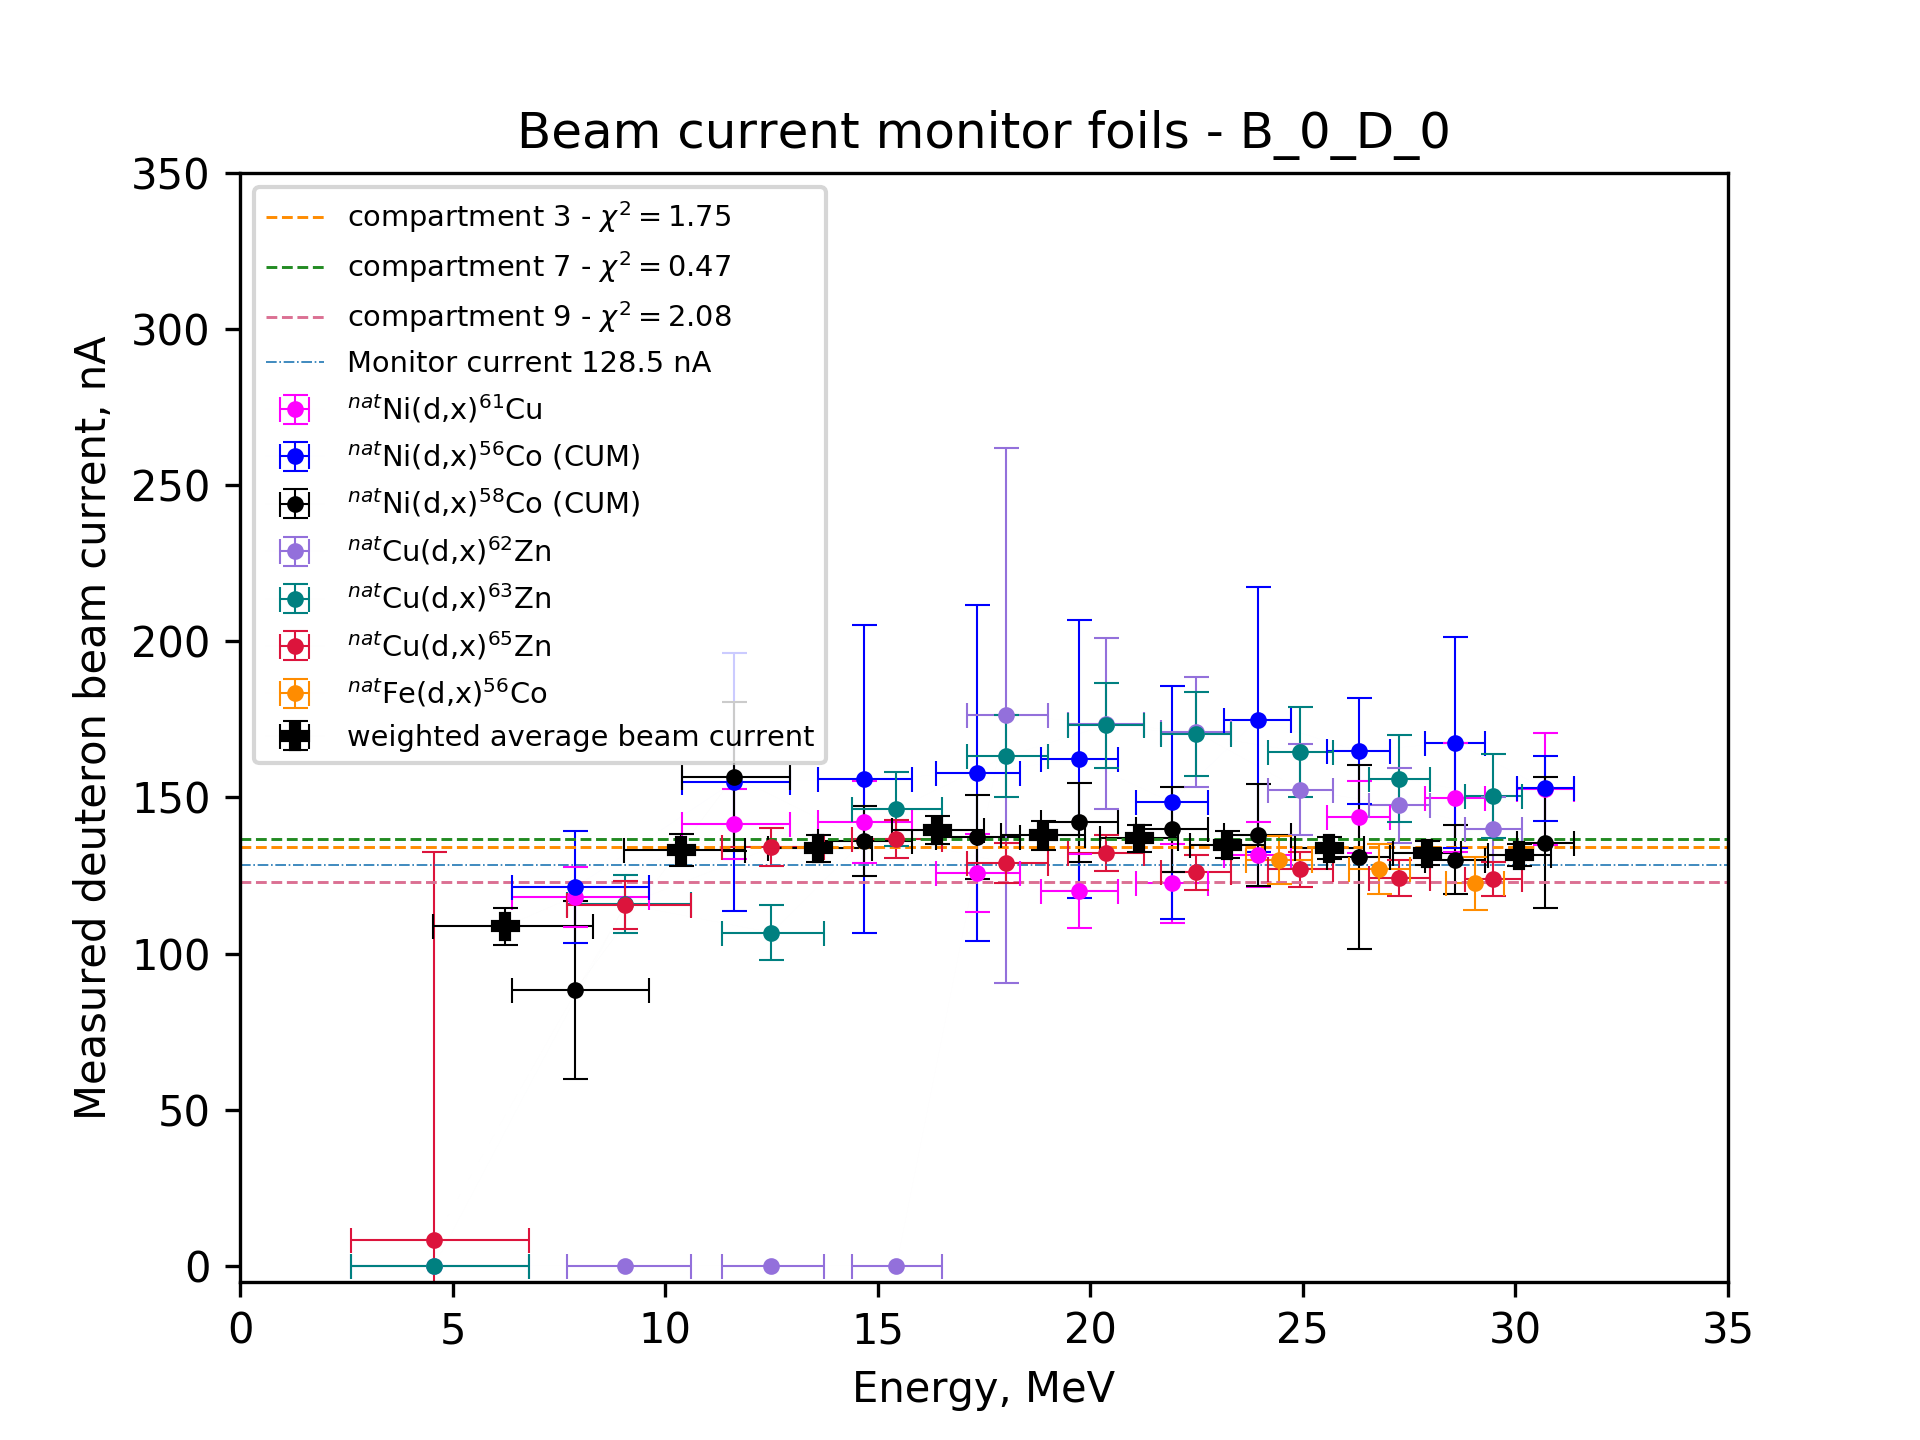 Beam current monitor foils - B_0_D_0
Measured deuteron beam current, nA
350
300
250
200
150
100
50
0
compartment 3 - χ² = 1.75
compartment 7 - χ² = 0.47
compartment 9 - χ² = 2.08
Monitor current 128.5 nA
ⁿᵃᵗNi(d,x)⁶¹Cu
ⁿᵃᵗNi(d,x)⁵⁶Co (CUM)
ⁿᵃᵗNi(d,x)⁵⁸Co (CUM)
ⁿᵃᵗCu(d,x)⁶²Zn
ⁿᵃᵗCu(d,x)⁶³Zn
ⁿᵃᵗCu(d,x)⁶⁵Zn
ⁿᵃᵗFe(d,x)⁵⁶Co
weighted average beam current
0 5 10 15 20 25 30 35
Energy, MeV